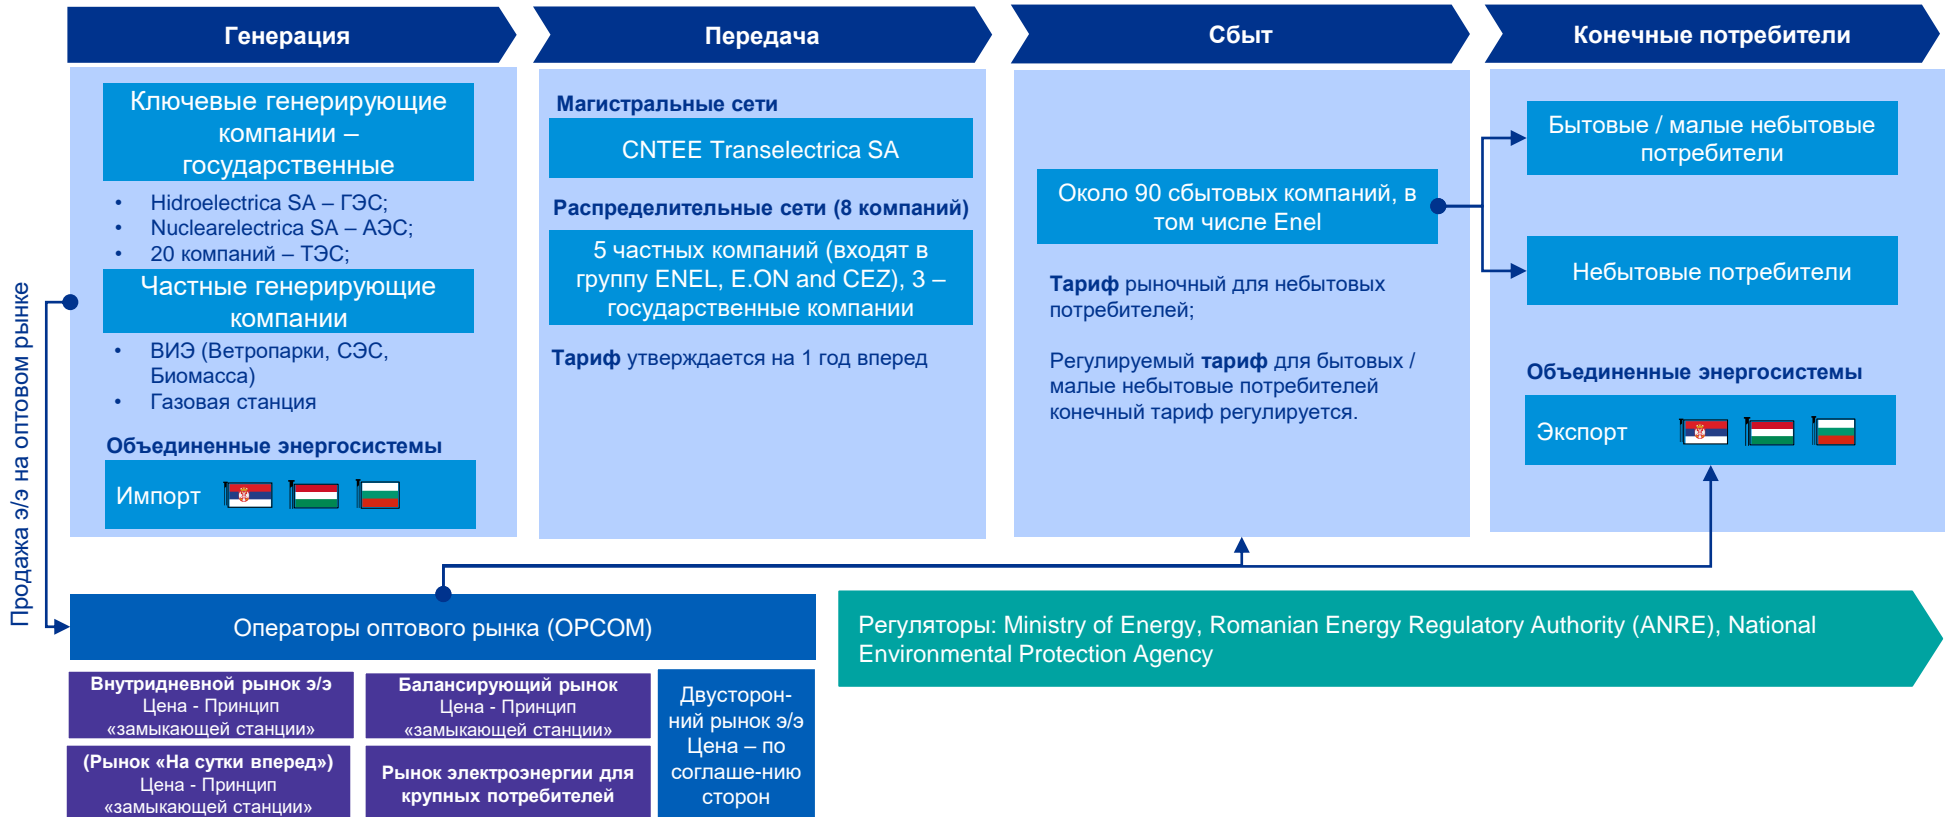 Генерация
Передача
Сбыт
Конечные потребители
Ключевые генерирующие
компании –
государственные
• Hidroelectrica SA – ГЭС;
• Nuclearelectrica SA – АЭС;
• 20 компаний – ТЭС;
Частные генерирующие
компании
• ВИЭ (Ветропарки, СЭС,
Биомасса)
• Газовая станция
Объединенные энергосистемы
Импорт
Магистральные сети
CNTEE Transelectrica SA
Распределительные сети (8 компаний)
5 частных компаний (входят в
группу ENEL, E.ON and CEZ), 3 –
государственные компании
Тариф утверждается на 1 год вперед
Около 90 сбытовых компаний, в
том числе Enel
Тариф рыночный для небытовых
потребителей;
Регулируемый тариф для бытовых /
малые небытовые потребителей
конечный тариф регулируется.
Бытовые / малые небытовые
потребители
Небытовые потребители
Объединенные энергосистемы
Экспорт
Продажа э/э на оптовом рынке
Операторы оптового рынка (OPCOM)
Внутридневной рынок э/э
Цена - Принцип
«замыкающей станции»
Балансирующий рынок
Цена - Принцип
«замыкающей станции»
(Рынок «На сутки вперед»)
Цена - Принцип
«замыкающей станции»
Рынок электроэнергии для
крупных потребителей
Двусторон-
ний рынок э/э
Цена – по
соглаше-нию
сторон
Регуляторы: Ministry of Energy, Romanian Energy Regulatory Authority (ANRE), National
Environmental Protection Agency